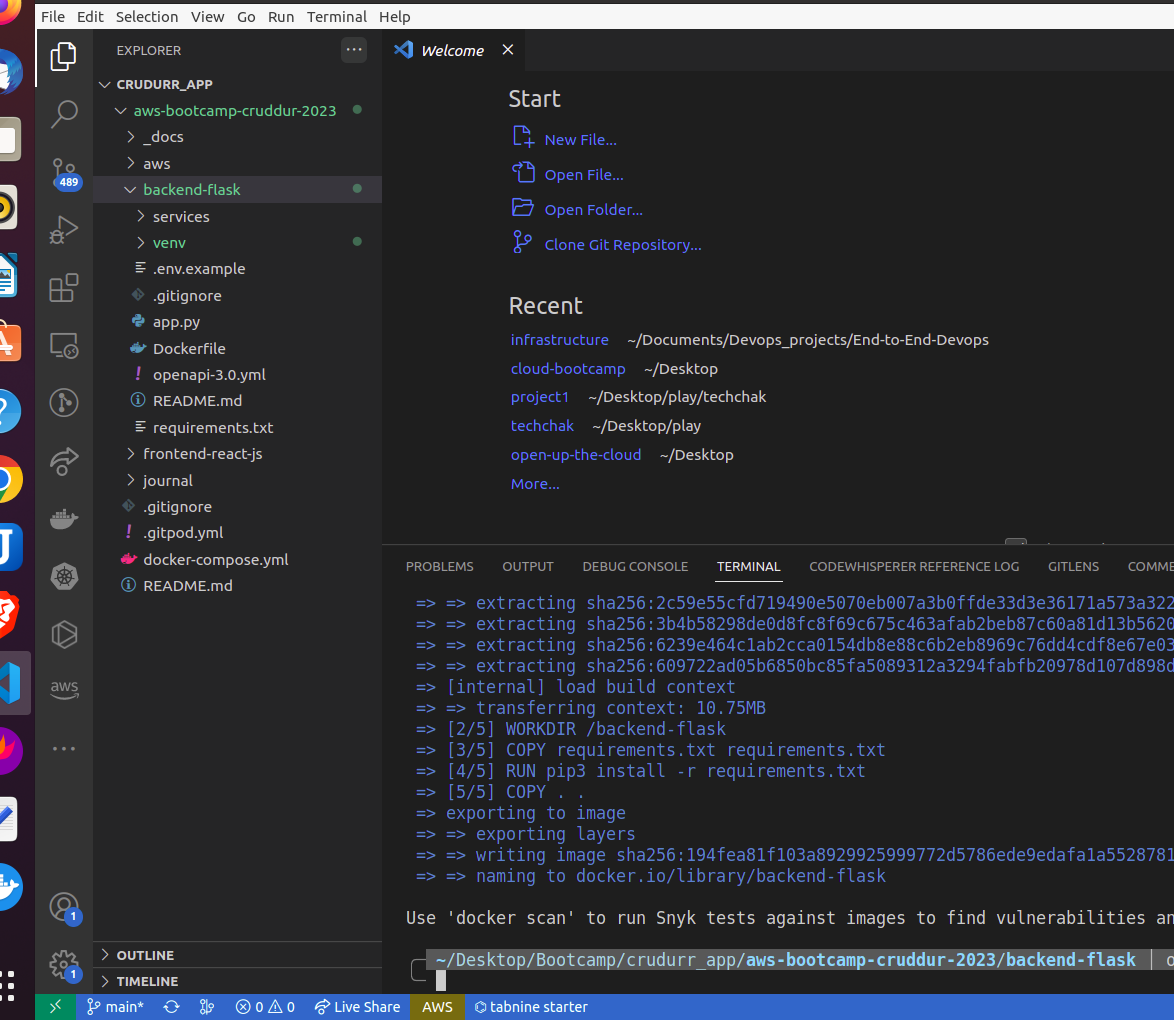 File Edit Selection View Go Run Terminal Help
EXPLORER
CRUDURR_APP
aws-bootcamp-cruddur-2023
_docs
aws
backend-flask
services
venv
.env.example
.gitignore
app.py
Dockerfile
openapi-3.0.yml
README.md
requirements.txt
frontend-react-js
journal
.gitignore
.gitpod.yml
docker-compose.yml
README.md
OUTLINE
TIMELINE
489
aws
1
1
Welcome
Start
New File...
Open File...
Open Folder...
Clone Git Repository...
Recent
infrastructure ~/Documents/Devops_projects/End-to-End-Devops
cloud-bootcamp ~/Desktop
project1 ~/Desktop/play/techchak
techchak ~/Desktop/play
open-up-the-cloud ~/Desktop
More...
PROBLEMS OUTPUT DEBUG CONSOLE TERMINAL CODEWHISPERER REFERENCE LOG GITLENS COMME
=> => extracting sha256:2c59e55cfd719490e5070eb007a3b0ffde33d3e36171a573a322
=> => extracting sha256:3b4b58298de0d8fc8f69c675c463afab2beb87c60a81d13b5620
=> => extracting sha256:6239e464c1ab2cca0154db8e88c6b2eb8969c76dd4cdf8e67e03
=> => extracting sha256:609722ad05b6850bc85fa5089312a3294fabfb20978d107d898d
=> [internal] load build context
=> => transferring context: 10.75MB
=> [2/5] WORKDIR /backend-flask
=> [3/5] COPY requirements.txt requirements.txt
=> [4/5] RUN pip3 install -r requirements.txt
=> [5/5] COPY . .
=> exporting to image
=> => exporting layers
=> => writing image sha256:194fea81f103a8929925999772d5786ede9edafa1a5528781
=> => naming to docker.io/library/backend-flask
Use 'docker scan' to run Snyk tests against images to find vulnerabilities an
~/Desktop/Bootcamp/crudurr_app/aws-bootcamp-cruddur-2023/backend-flask | o
main* 0 0 Live Share AWS tabnine starter